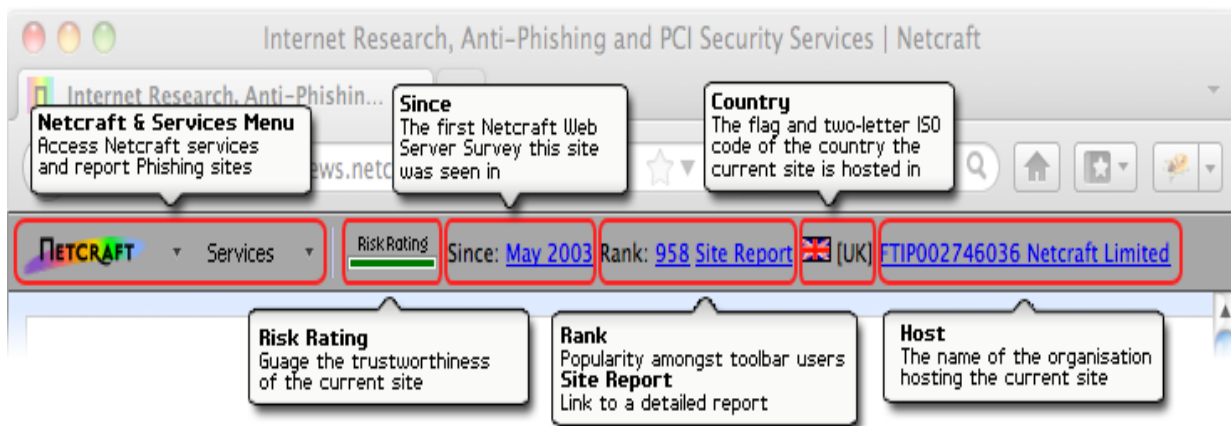 Internet Research, Anti-Phishing and PCI Security Services | Netcraft
Internet Research, Anti-Phishin...
Netcraft & Services Menu
Access Netcraft services
and report Phishing sites
Since
The first Netcraft Web
Server Survey this site
was seen in
Country
The flag and two-letter ISO
code of the country the
current site is hosted in
ews.netc
NETCRAFT
Services
Risk Rating
Since: May 2003
Rank: 958 Site Report
[UK]
FTIP002746036 Netcraft Limited
Risk Rating
Guage the trustworthiness
of the current site
Rank
Popularity amongst toolbar users
Site Report
Link to a detailed report
Host
The name of the organisation
hosting the current site